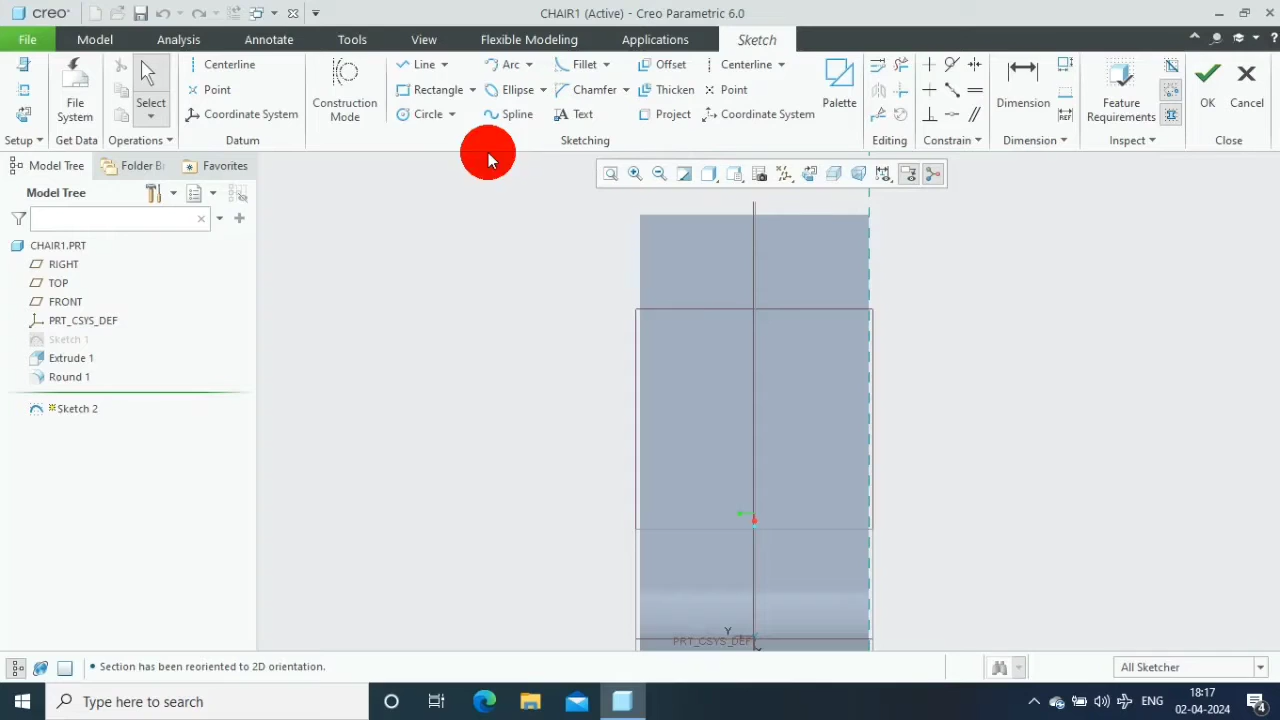 creo° CHAIR1 (Active) - Creo Parametric 6.0
File Model Analysis Annotate Tools View Flexible Modeling Applications Sketch
Centerline Line Arc Fillet Offset Centerline
Point Rectangle Ellipse Chamfer Thicken Point
Coordinate System Circle Spline Text Project Coordinate System
File System Select Construction Mode Palette Dimension Feature Requirements OK Cancel
Setup Get Data Operations Datum Sketching Editing Constrain Dimension Inspect Close
Model Tree Folder Br Favorites
Model Tree
CHAIR1.PRT
RIGHT
TOP
FRONT
PRT_CSYS_DEF
Sketch 1
Extrude 1
Round 1
Sketch 2
Y
PRT_CSYS_DEF
• Section has been reoriented to 2D orientation.
All Sketcher
Type here to search
ENG
18:17
02-04-2024
4